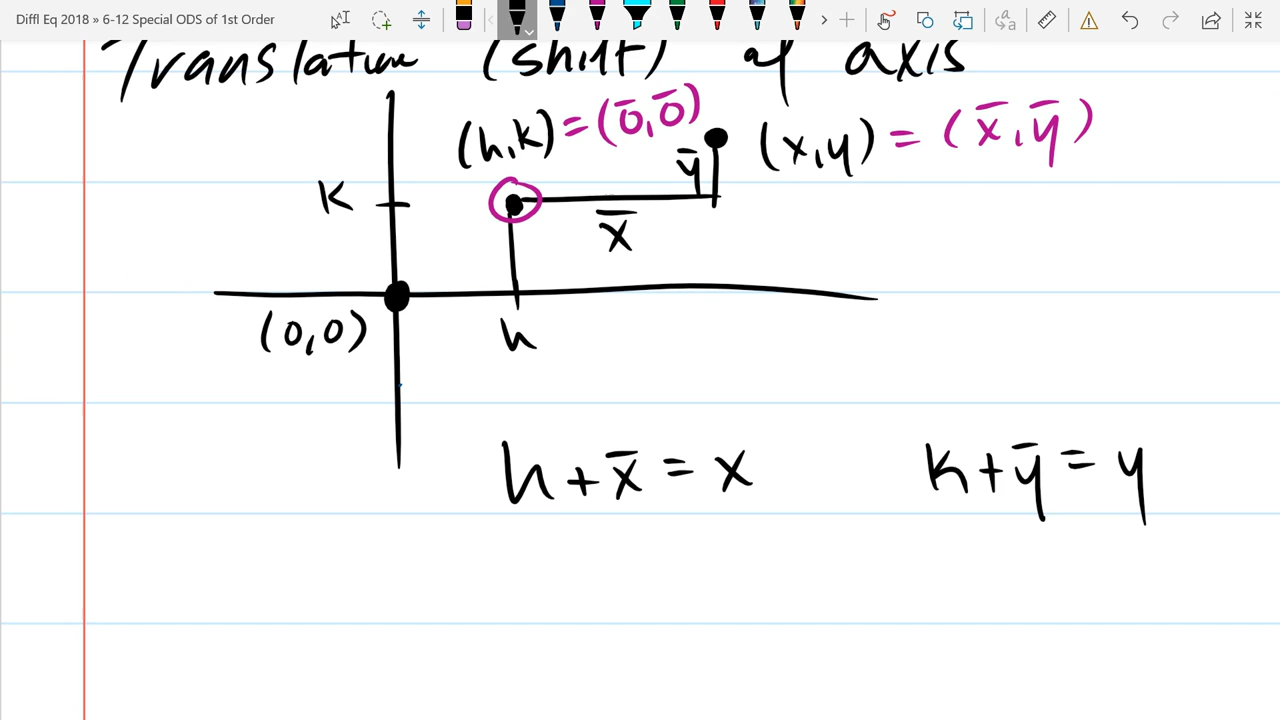 Diffl Eq 2018 » 6-12 Special ODS of 1st Order
Translation (shift) of axis
(h,k) = (0̄,0̄)
(x,y) = (x̄,ȳ)
ȳ
K
x̄
(0,0)
h
h + x̄ = x
k + ȳ = y